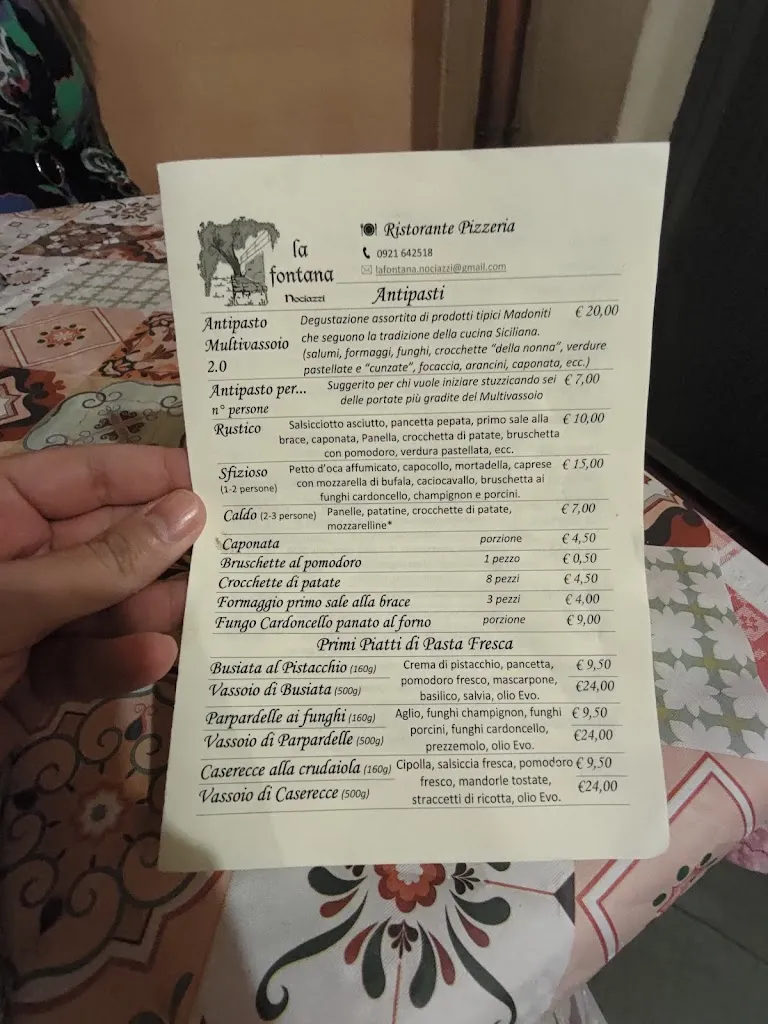 la
fontana
Nociazzi
Ristorante Pizzeria
0921 642518
lafontana.nociazzi@gmail.com
Antipasti
Antipasto Multivassoio 2.0
Degustazione assortita di prodotti tipici Madoniti € 20,00
che seguono la tradizione della cucina Siciliana.
(salumi, formaggi, funghi, crocchette "della nonna", verdure
pastellate e "cunzate", focaccia, arancini, caponata, ecc.)
Antipasto per... n° persone
Suggerito per chi vuole iniziare stuzzicando sei € 7,00
delle portate più gradite del Multivassoio
Rustico Salsicciotto asciutto, pancetta pepata, primo sale alla € 10,00
brace, caponata, Panella, crocchetta di patate, bruschetta
con pomodoro, verdura pastellata, ecc.
Sfizioso Petto d'oca affumicato, capocollo, mortadella, caprese € 15,00
(1-2 persone) con mozzarella di bufala, caciocavallo, bruschetta ai
funghi cardoncello, champignon e porcini.
Caldo (2-3 persone) Panelle, patatine, crocchette di patate, € 7,00
mozzarelline*
Caponata porzione € 4,50
Bruschette al pomodoro 1 pezzo € 0,50
Crocchette di patate 8 pezzi € 4,50
Formaggio primo sale alla brace 3 pezzi € 4,00
Fungo Cardoncello panato al forno porzione € 9,00
Primi Piatti di Pasta Fresca
Busiata al Pistacchio (160g) Crema di pistacchio, pancetta, € 9,50
Vassoio di Busiata (500g) pomodoro fresco, mascarpone, €24,00
basilico, salvia, olio Evo.
Parpardelle ai funghi (160g) Aglio, funghi champignon, funghi € 9,50
Vassoio di Parpardelle (500g) porcini, funghi cardoncello, €24,00
prezzemolo, olio Evo.
Caserecce alla crudaiola (160g) Cipolla, salsiccia fresca, pomodoro € 9,50
Vassoio di Caserecce (500g) fresco, mandorle tostate, €24,00
straccetti di ricotta, olio Evo.